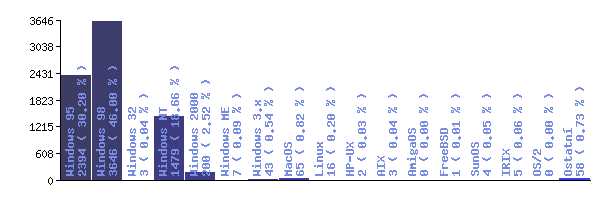 3646
3038
2431
1823
1215
608
0
Windows 95
2394 ( 30.20 % )
Windows 98
3646 ( 46.00 % )
Windows 32
3 ( 0.04 % )
Windows NT
1479 ( 18.66 % )
Windows 2000
200 ( 2.52 % )
Windows ME
7 ( 0.09 % )
Windows 3.x
43 ( 0.54 % )
MacOS
65 ( 0.82 % )
Linux
16 ( 0.20 % )
HP-UX
2 ( 0.03 % )
AIX
3 ( 0.04 % )
AmigaOS
0 ( 0.00 % )
FreeBSD
1 ( 0.01 % )
SunOS
4 ( 0.05 % )
IRIX
5 ( 0.06 % )
OS/2
0 ( 0.00 % )
Ostatní
58 ( 0.73 % )